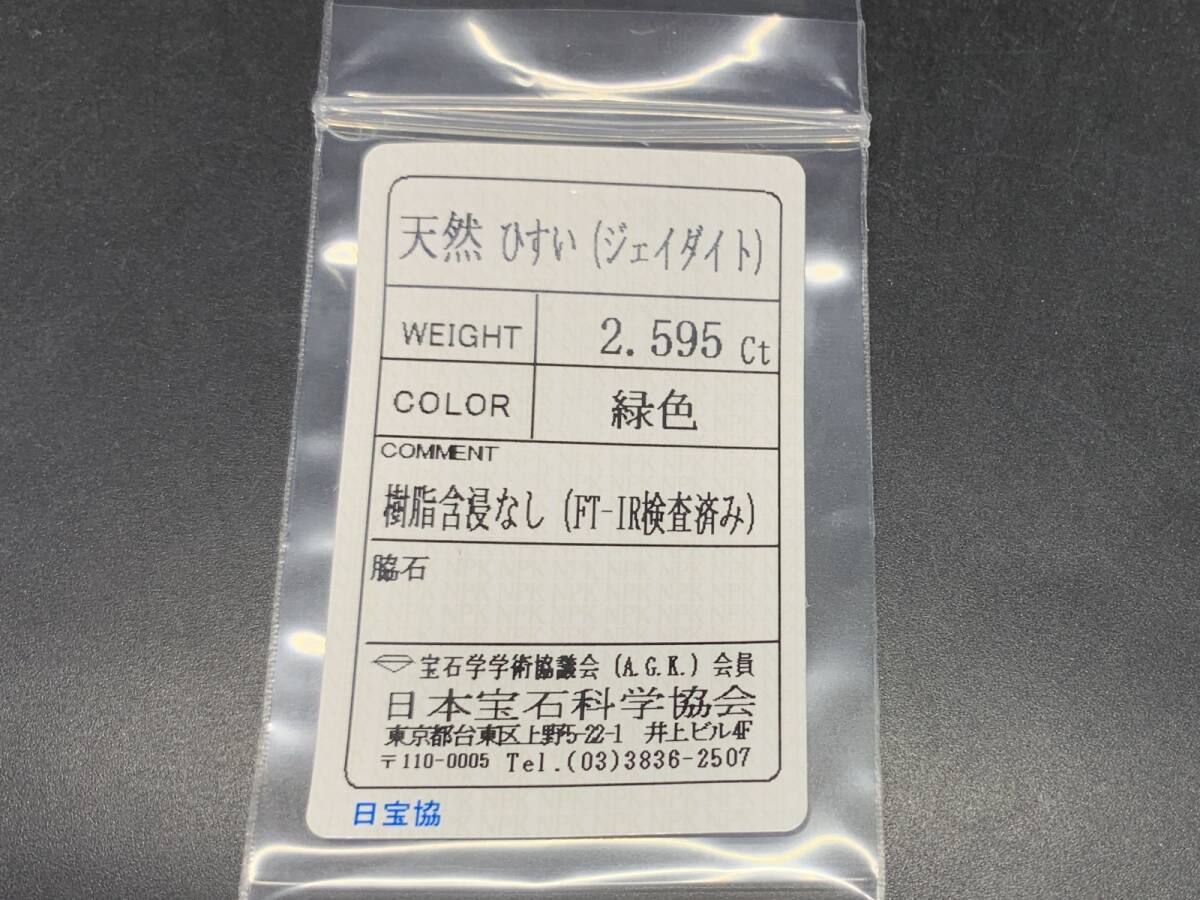 天然 ひすい (ジェイダイト)
WEIGHT 2.595 Ct
COLOR 緑色
COMMENT
樹脂含浸なし (FT-IR検査済み)
脇石
宝石学学術協議会 (A.G.K.) 会員
日本宝石科学協会
東京都台東区上野5-22-1 井上ビル4F
〒110-0005 Tel.(03)3836-2507
日宝協